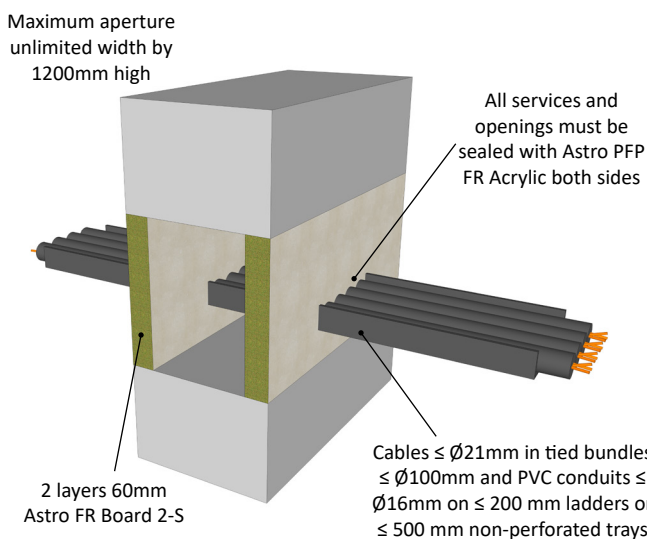 Maximum aperture
unlimited width by
1200mm high
All services and
openings must be
sealed with Astro PFP
FR Acrylic both sides
2 layers 60mm
Astro FR Board 2-S
Cables ≤ Ø21mm in tied bundles
≤ Ø100mm and PVC conduits ≤
Ø16mm on ≤ 200 mm ladders or
≤ 500 mm non-perforated trays